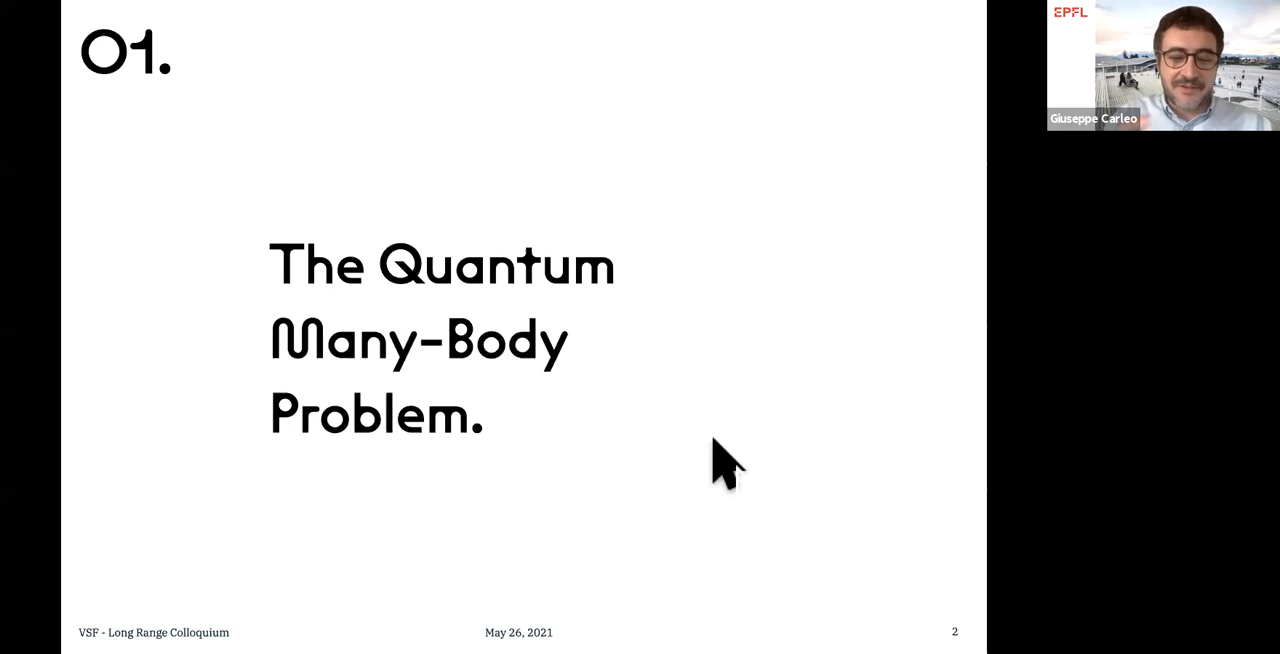 01.
The Quantum
Many-Body
Problem.
VSF - Long Range Colloquium
May 26, 2021
2
EPFL
Giuseppe Carleo